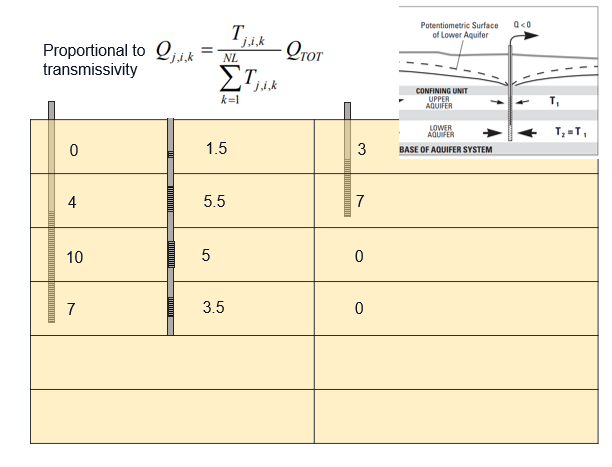 Proportional to
transmissivity
Q_{j,i,k} = \frac{T_{j,i,k}}{\sum_{k=1}^{NL} T_{j,i,k}} Q_{TOT}
Potentiometric Surface
of Lower Aquifer
Q < 0
CONFINING UNIT
UPPER
AQUIFER
T₁
LOWER
AQUIFER
T₂ = T₁
BASE OF AQUIFER SYSTEM
0 1.5 3
4 5.5 7
10 5 0
7 3.5 0